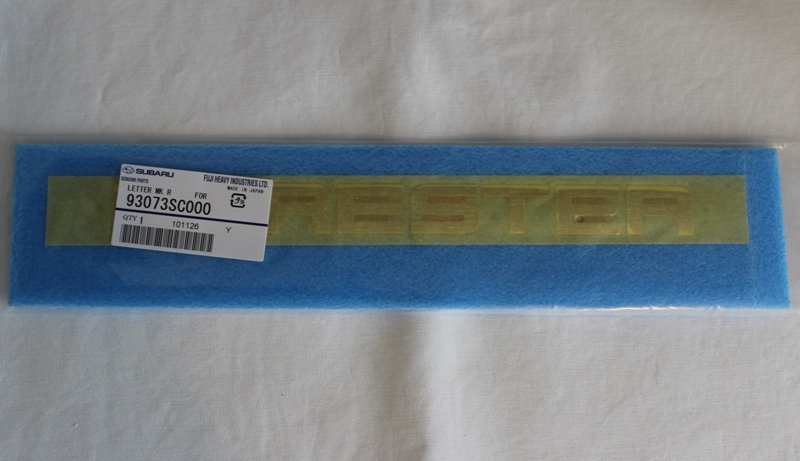 SUBARU
GENUINE PARTS
FUJI HEAVY INDUSTRIES LTD.
MADE IN JAPAN
LETTER MK R FOR
93073SC000
QTY 1
101126 Y
RESTER